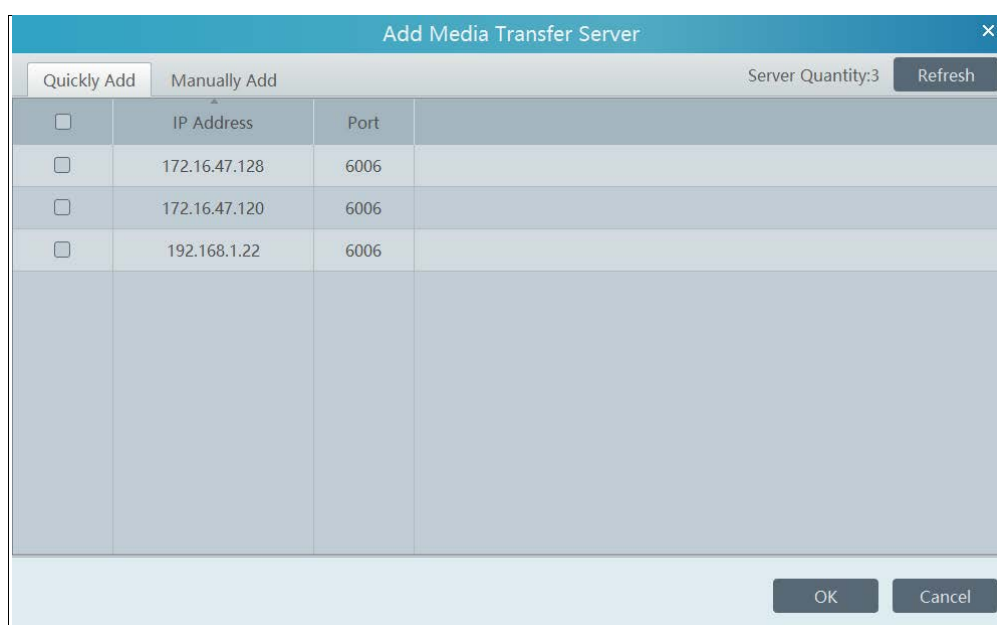 Add Media Transfer Server
Quickly Add Manually Add Server Quantity:3 Refresh
IP Address Port
172.16.47.128 6006
172.16.47.120 6006
192.168.1.22 6006
OK Cancel